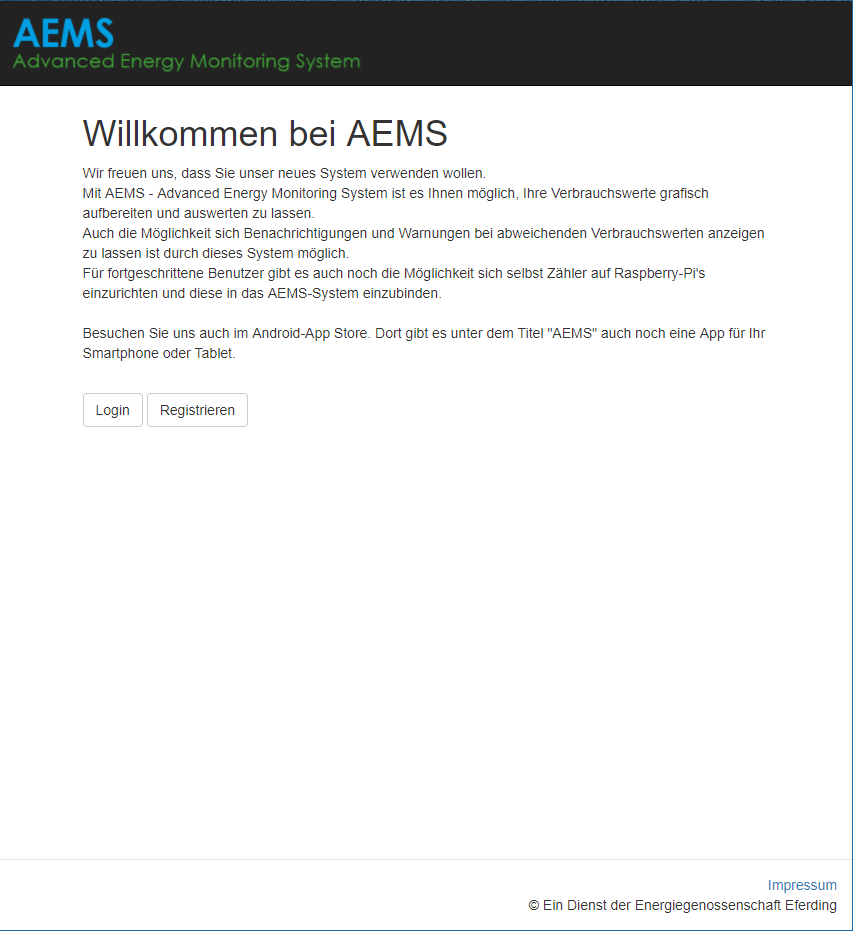 AEMS
Advanced Energy Monitoring System
Willkommen bei AEMS
Wir freuen uns, dass Sie unser neues System verwenden wollen.
Mit AEMS - Advanced Energy Monitoring System ist es Ihnen möglich, Ihre Verbrauchswerte grafisch
aufbereiten und auswerten zu lassen.
Auch die Möglichkeit sich Benachrichtigungen und Warnungen bei abweichenden Verbrauchswerten anzeigen
zu lassen ist durch dieses System möglich.
Für fortgeschrittene Benutzer gibt es auch noch die Möglichkeit sich selbst Zähler auf Raspberry-Pi's
einzurichten und diese in das AEMS-System einzubinden.
Besuchen Sie uns auch im Android-App Store. Dort gibt es unter dem Titel "AEMS" auch noch eine App für Ihr
Smartphone oder Tablet.
Login Registrieren
Impressum
© Ein Dienst der Energiegenossenschaft Eferding